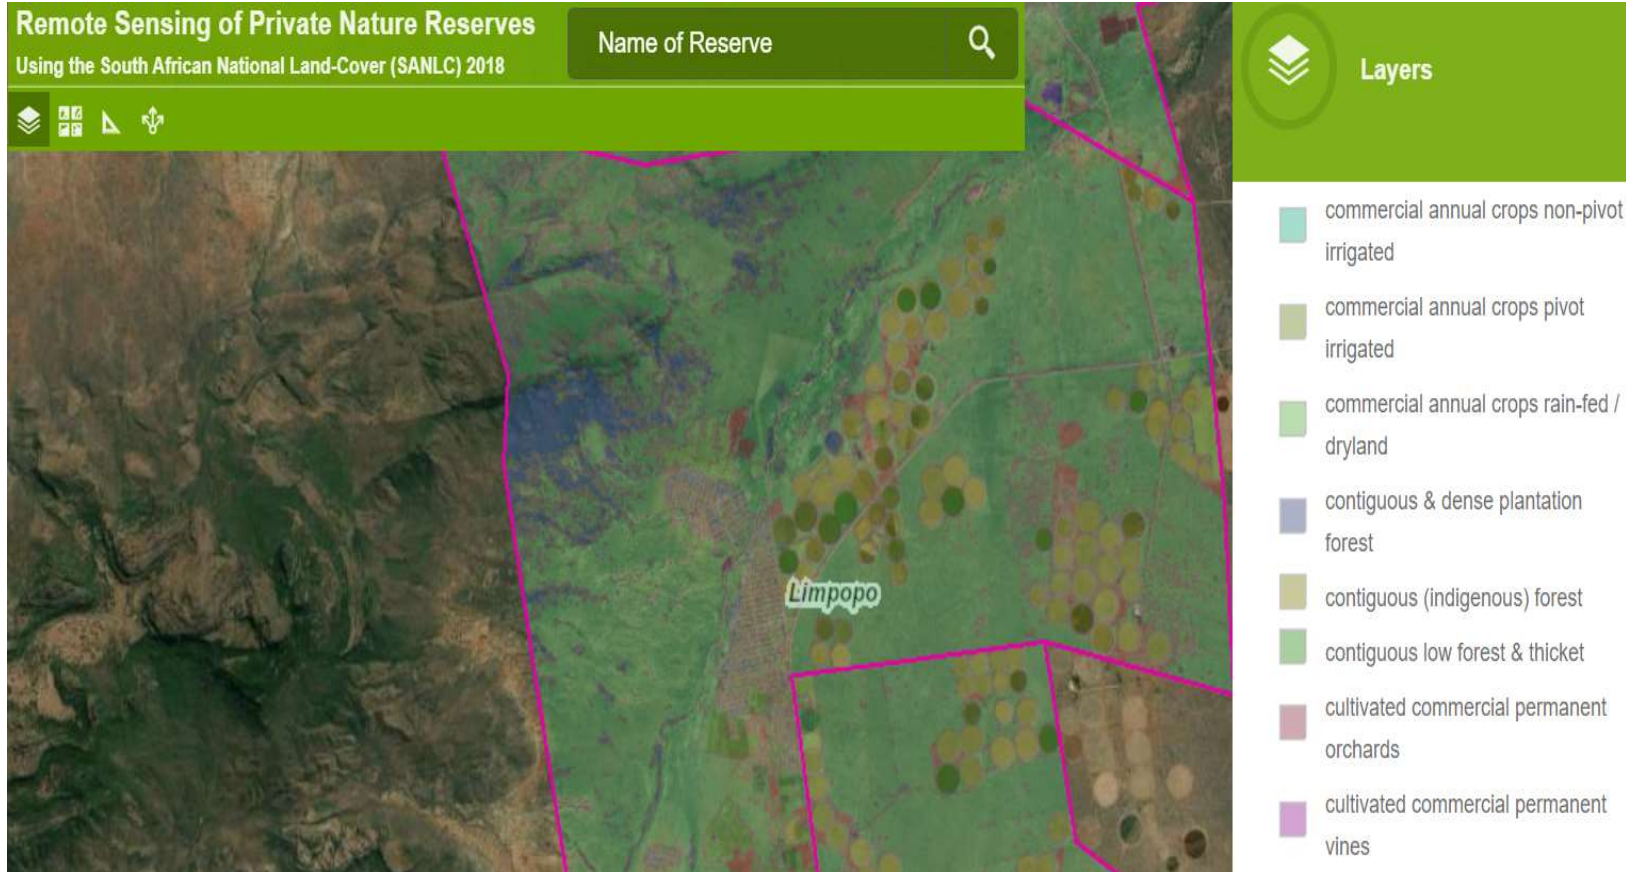 Remote Sensing of Private Nature Reserves
Using the South African National Land-Cover (SANLC) 2018
Name of Reserve
Limpopo
Layers
commercial annual crops non-pivot
irrigated
commercial annual crops pivot
irrigated
commercial annual crops rain-fed /
dryland
contiguous & dense plantation
forest
contiguous (indigenous) forest
contiguous low forest & thicket
cultivated commercial permanent
orchards
cultivated commercial permanent
vines